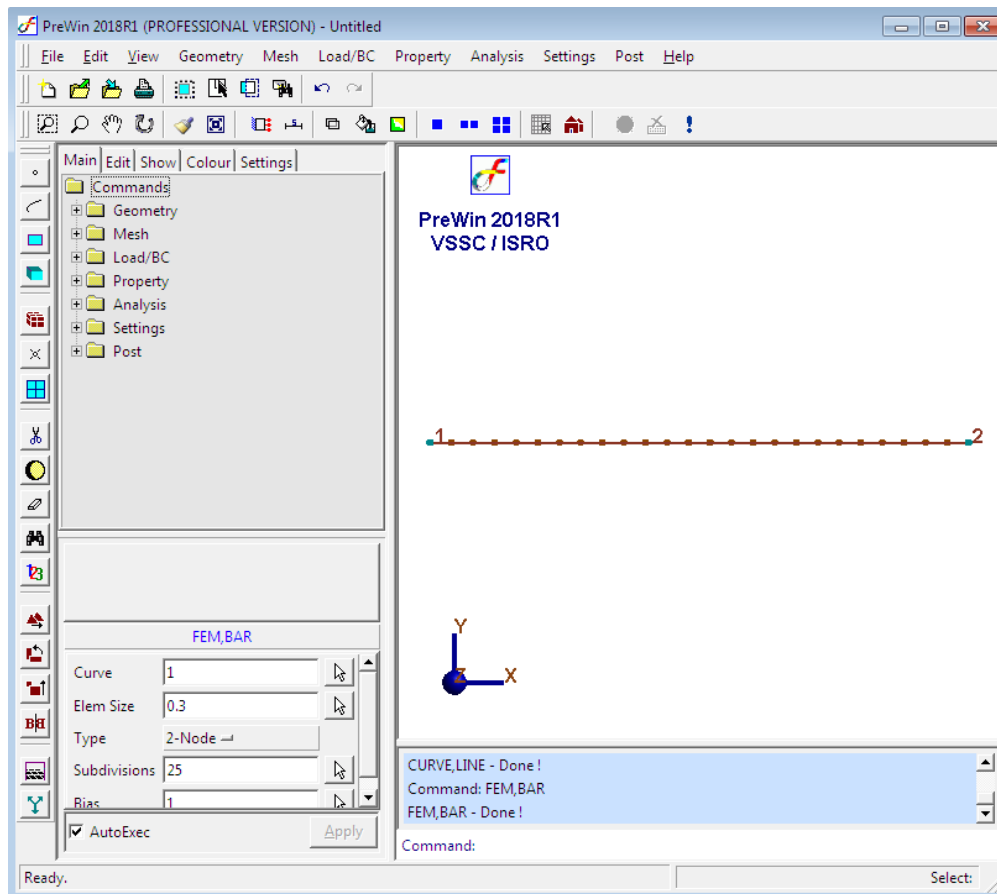 PreWin 2018R1 (PROFESSIONAL VERSION) - Untitled
File Edit View Geometry Mesh Load/BC Property Analysis Settings Post Help
Main Edit Show Colour Settings
Commands
Geometry
Mesh
Load/BC
Property
Analysis
Settings
Post
PreWin 2018R1
VSSC / ISRO
1 2
Y
Z X
FEM,BAR
Curve 1
Elem Size 0.3
Type 2-Node
Subdivisions 25
Bias 1
AutoExec Apply
CURVE,LINE - Done !
Command: FEM,BAR
FEM,BAR - Done !
Command:
Ready. Select:
123